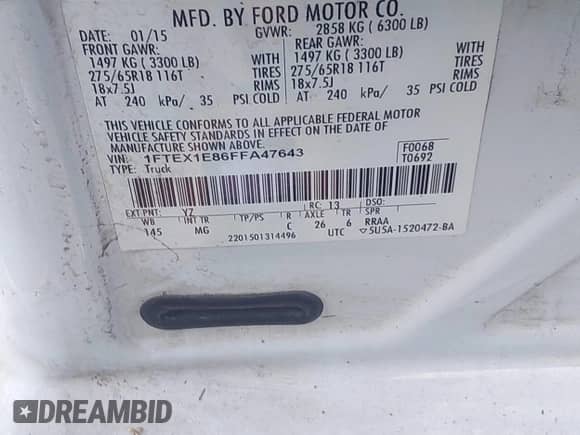 MFD. BY FORD MOTOR CO.
DATE: 01/15 GVWR: 2858 KG ( 6300 LB)
FRONT GAWR: REAR GAWR:
1497 KG ( 3300 LB) WITH 1497 KG ( 3300 LB) WITH
275/65R18 116T TIRES 275/65R18 116T TIRES
18x7.5J RIMS 18x7.5J RIMS
AT 240 kPa/ 35 PSI COLD AT 240 kPa/ 35 PSI COLD
THIS VEHICLE CONFORMS TO ALL APPLICABLE FEDERAL MOTOR
VEHICLE SAFETY STANDARDS IN EFFECT ON THE DATE OF
MANUFACTURE SHOWN ABOVE.
VIN: 1FTEX1E86FFA47643 F0068
TYPE: Truck T0692
EXT PNT: YZ RC: 13 DSO:
WB INT TR TP/PS R AXLE TR SPR RRAA
145 MG C 26 6
2201501314496 UTC ▽5U5A-1520472-BA
DREAMBID